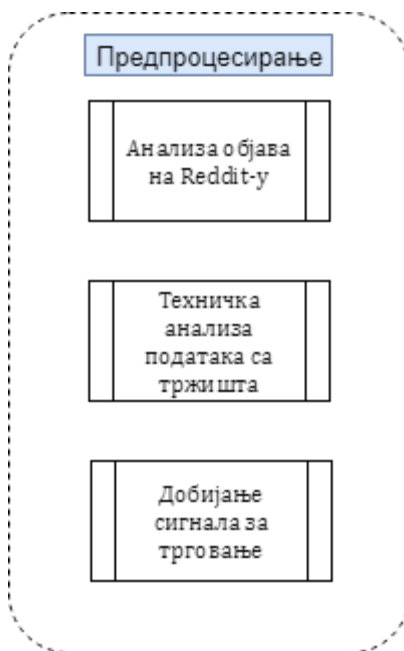 Предпроцесирање
Анализа објава
на Reddit-у
Техничка
анализа
података са
тржишта
Добијање
сигнала за
трговање